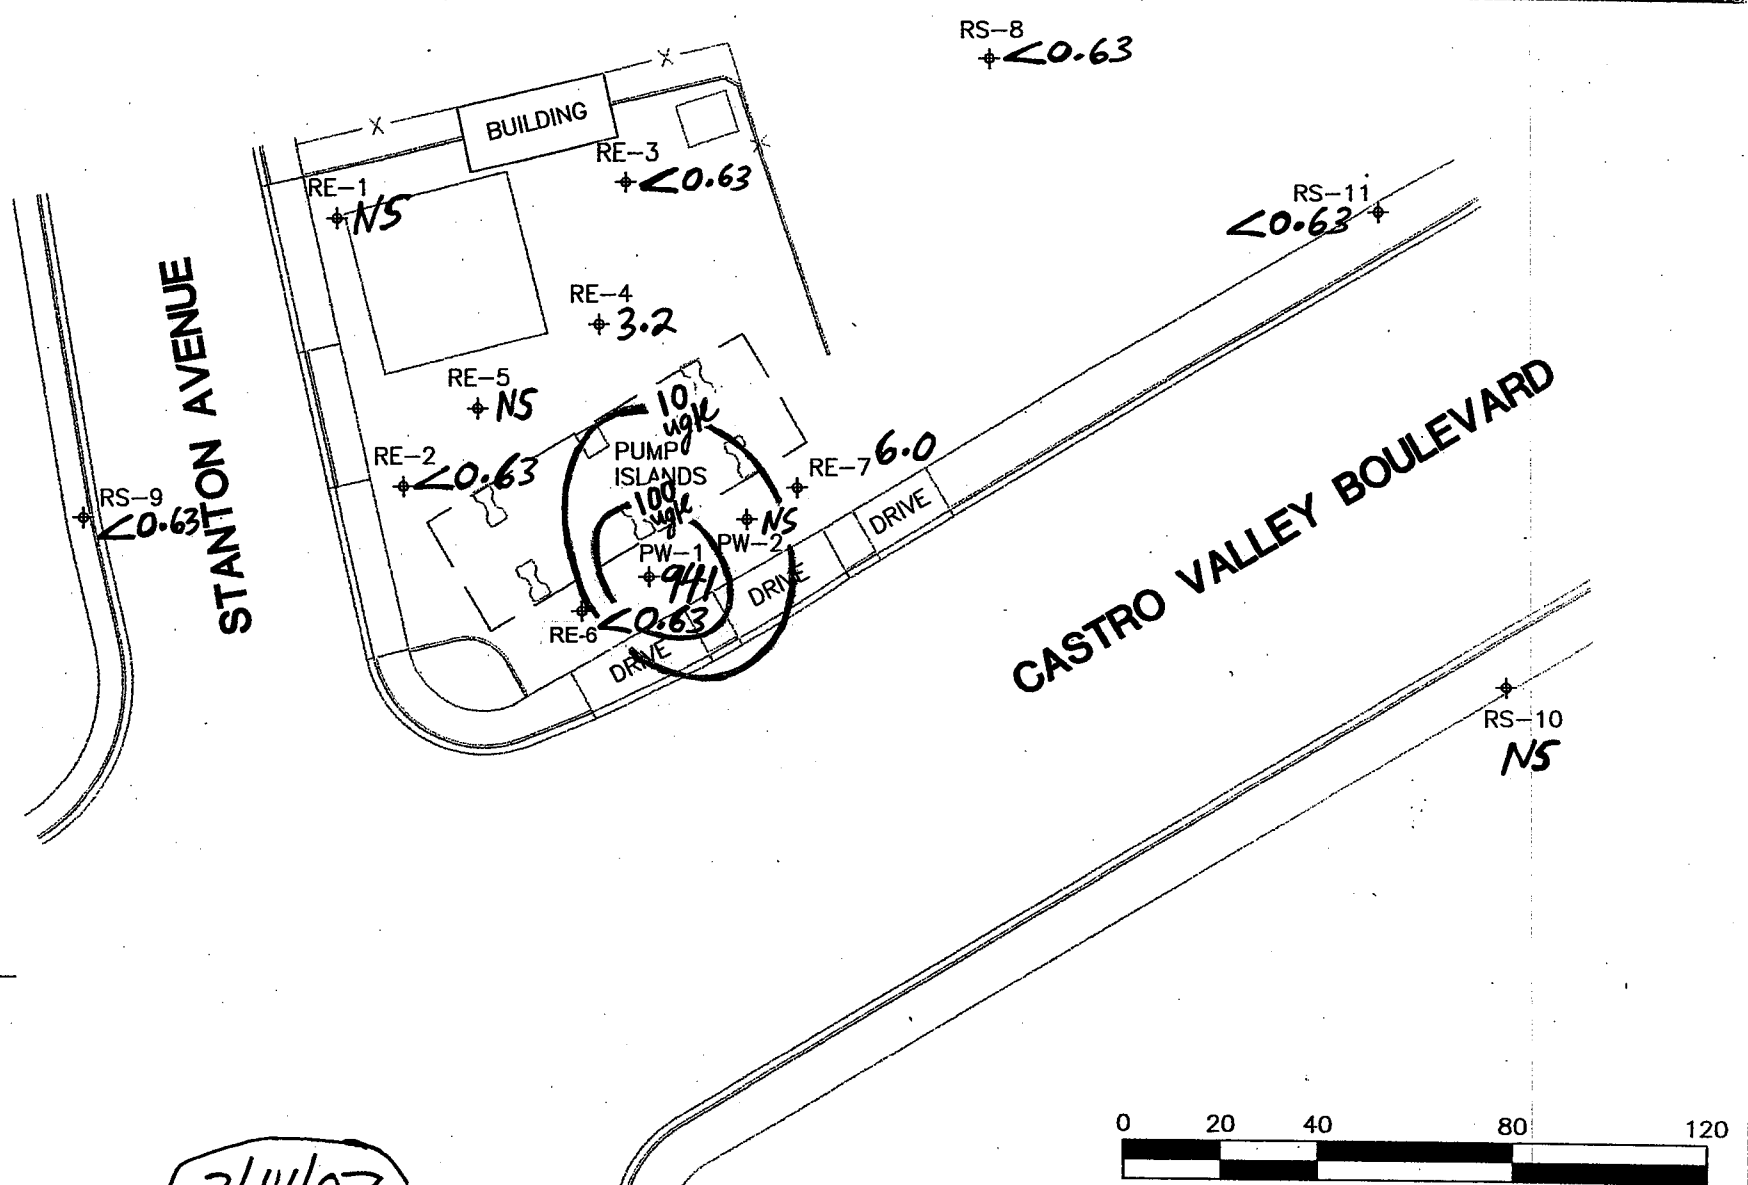 RS-8
<0.63
BUILDING
RE-3
<0.63
RE-1
NS
RS-11
<0.63
RE-4
3.2
RE-5
NS
10
ug/l
PUMP
ISLANDS
RE-7 6.0
RE-2
<0.63
100
ug/l
RS-9
<0.63
STANTON AVENUE
NS
PW-2
PW-1
941
DRIVE
DRIVE
RE-6
<0.63
DRIVE
CASTRO VALLEY BOULEVARD
RS-10
NS
0 20 40 80 120